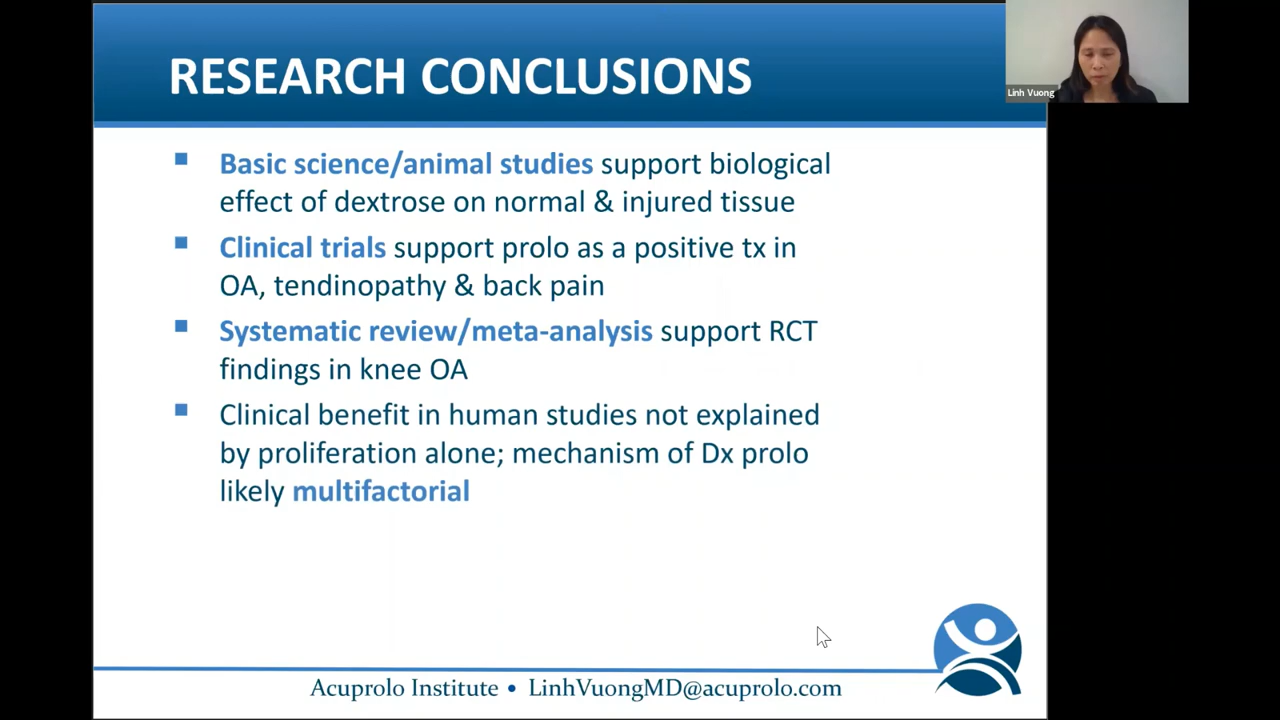 RESEARCH CONCLUSIONS
Linh Vuong
Basic science/animal studies support biological
effect of dextrose on normal & injured tissue
Clinical trials support prolo as a positive tx in
OA, tendinopathy & back pain
Systematic review/meta-analysis support RCT
findings in knee OA
Clinical benefit in human studies not explained
by proliferation alone; mechanism of Dx prolo
likely multifactorial
Acuprolo Institute • LinhVuongMD@acuprolo.com